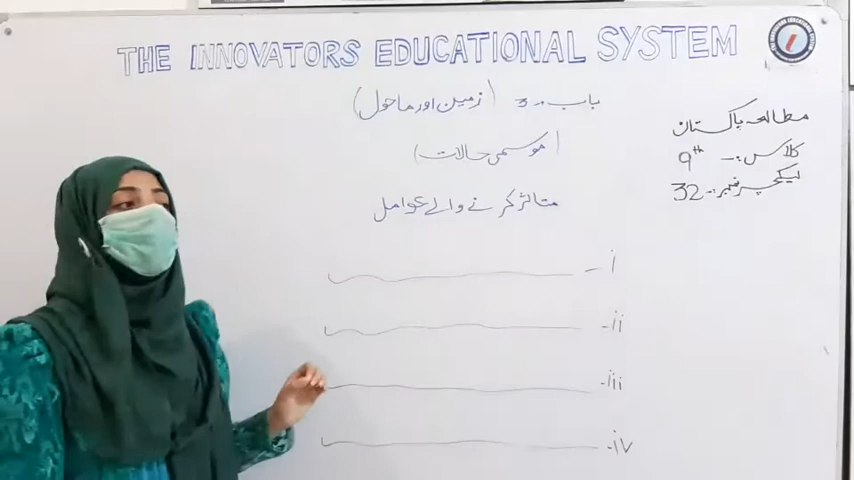 THE INNOVATORS EDUCATIONAL SYSTEM
مطالعہ پاکستان
کلاس :- 9th
لیکچر نمبر :- 32
باب :- 3 (زمین اور ماحول)
(موسمی حالات)
متاثر کرنے والے عوامل
i -
ii -
iii -
iv -